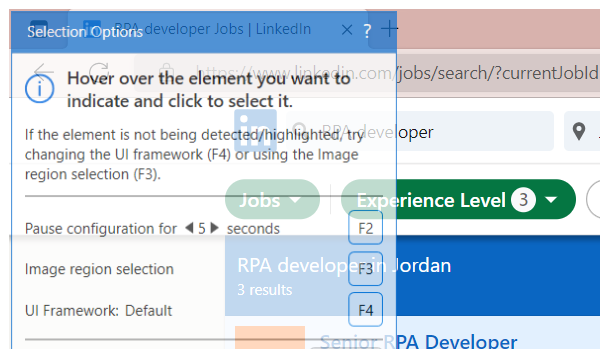 Selection Options
?
RPA developer Jobs | LinkedIn
https://www.linkedin.com/jobs/search/?currentJobId
Hover over the element you want to
indicate and click to select it.
in
RPA developer
If the element is not being detected/highlighted, try
changing the UI framework (F4) or using the Image
region selection (F3).
Jobs
Experience Level 3
Pause configuration for 5 seconds
F2
Image region selection
F3
UI Framework: Default
F4
RPA developer in Jordan
3 results
Senior RPA Developer